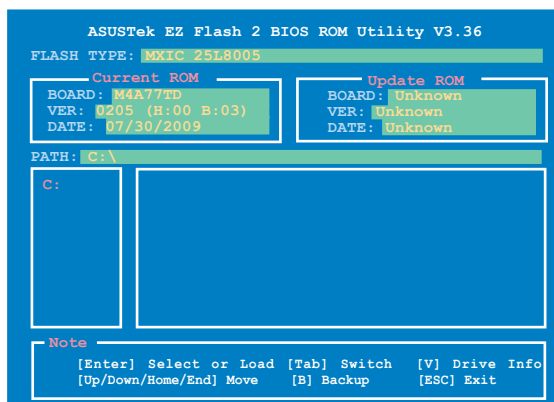 ASUSTek EZ Flash 2 BIOS ROM Utility V3.36
FLASH TYPE: MXIC 25L8005
Current ROM
BOARD: M4A77TD
VER: 0205 (H:00 B:03)
DATE: 07/30/2009
Update ROM
BOARD: Unknown
VER: Unknown
DATE: Unknown
PATH: C:\
C:
Note
[Enter] Select or Load [Tab] Switch [V] Drive Info
[Up/Down/Home/End] Move [B] Backup [ESC] Exit